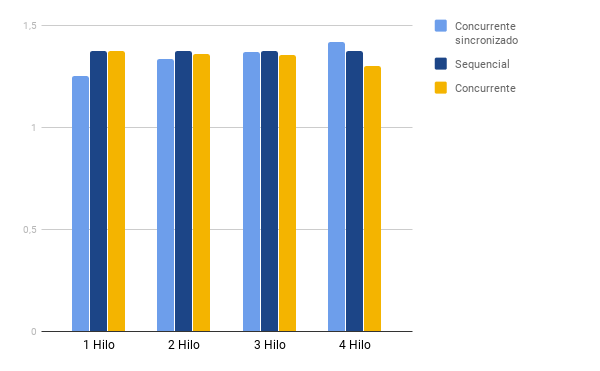 1,5
1
0,5
0
1 Hilo
2 Hilo
3 Hilo
4 Hilo
Concurrente
sincronizado
Sequencial
Concurrente